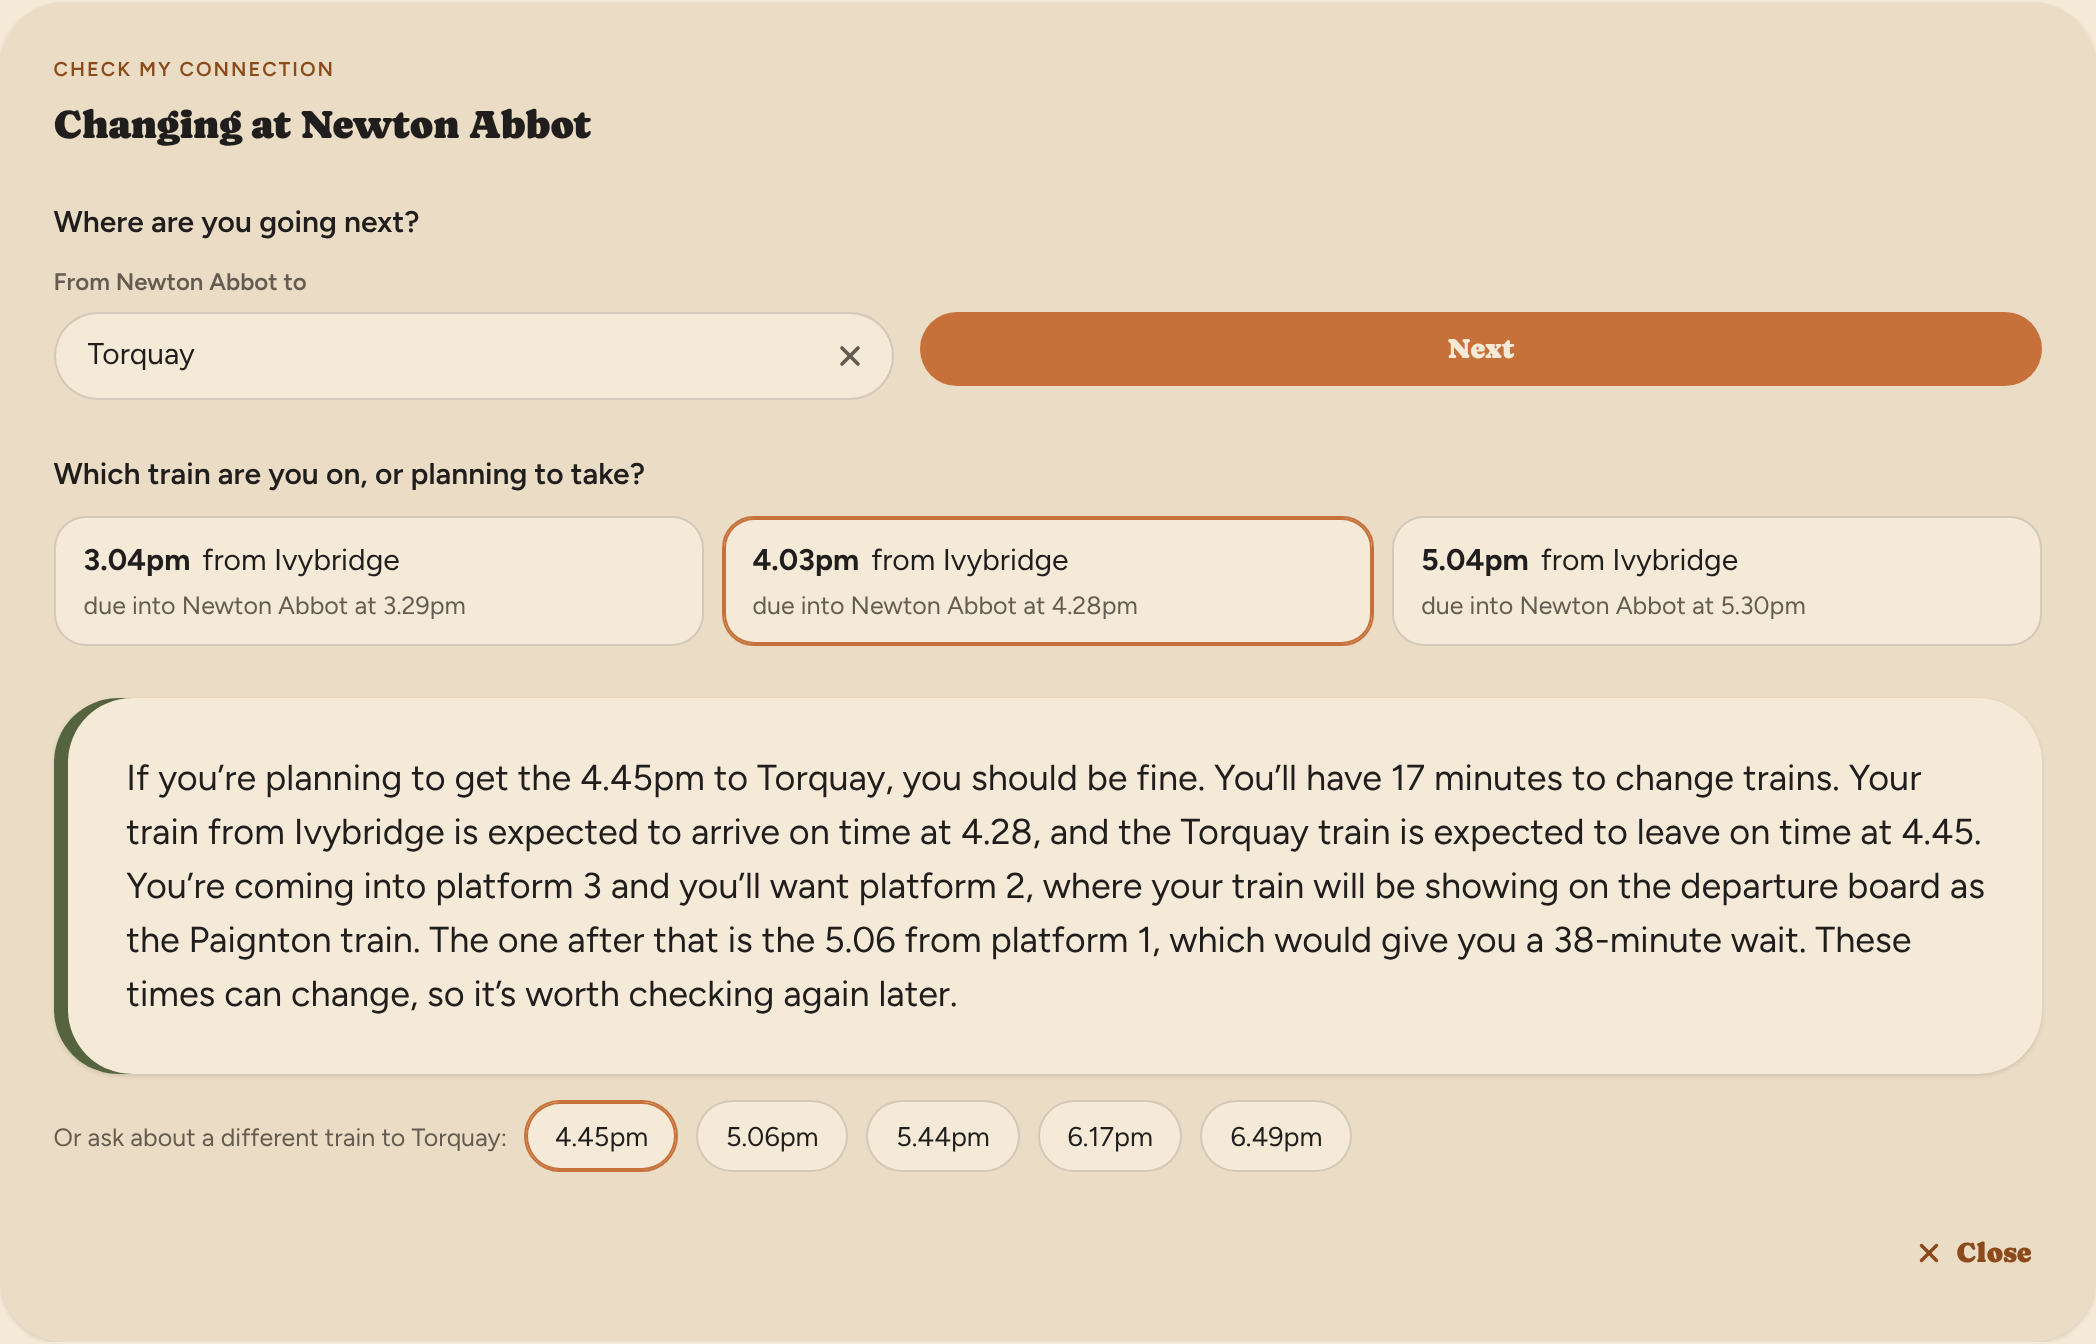 CHECK MY CONNECTION
Changing at Newton Abbot
Where are you going next?
From Newton Abbot to
Torquay
Next
Which train are you on, or planning to take?
3.04pm from Ivybridge
due into Newton Abbot at 3.29pm
4.03pm from Ivybridge
due into Newton Abbot at 4.28pm
5.04pm from Ivybridge
due into Newton Abbot at 5.30pm
If you’re planning to get the 4.45pm to Torquay, you should be fine. You’ll have 17 minutes to change trains. Your
train from Ivybridge is expected to arrive on time at 4.28, and the Torquay train is expected to leave on time at 4.45.
You’re coming into platform 3 and you’ll want platform 2, where your train will be showing on the departure board as
the Paignton train. The one after that is the 5.06 from platform 1, which would give you a 38-minute wait. These
times can change, so it’s worth checking again later.
Or ask about a different train to Torquay: 4.45pm 5.06pm 5.44pm 6.17pm 6.49pm
Close